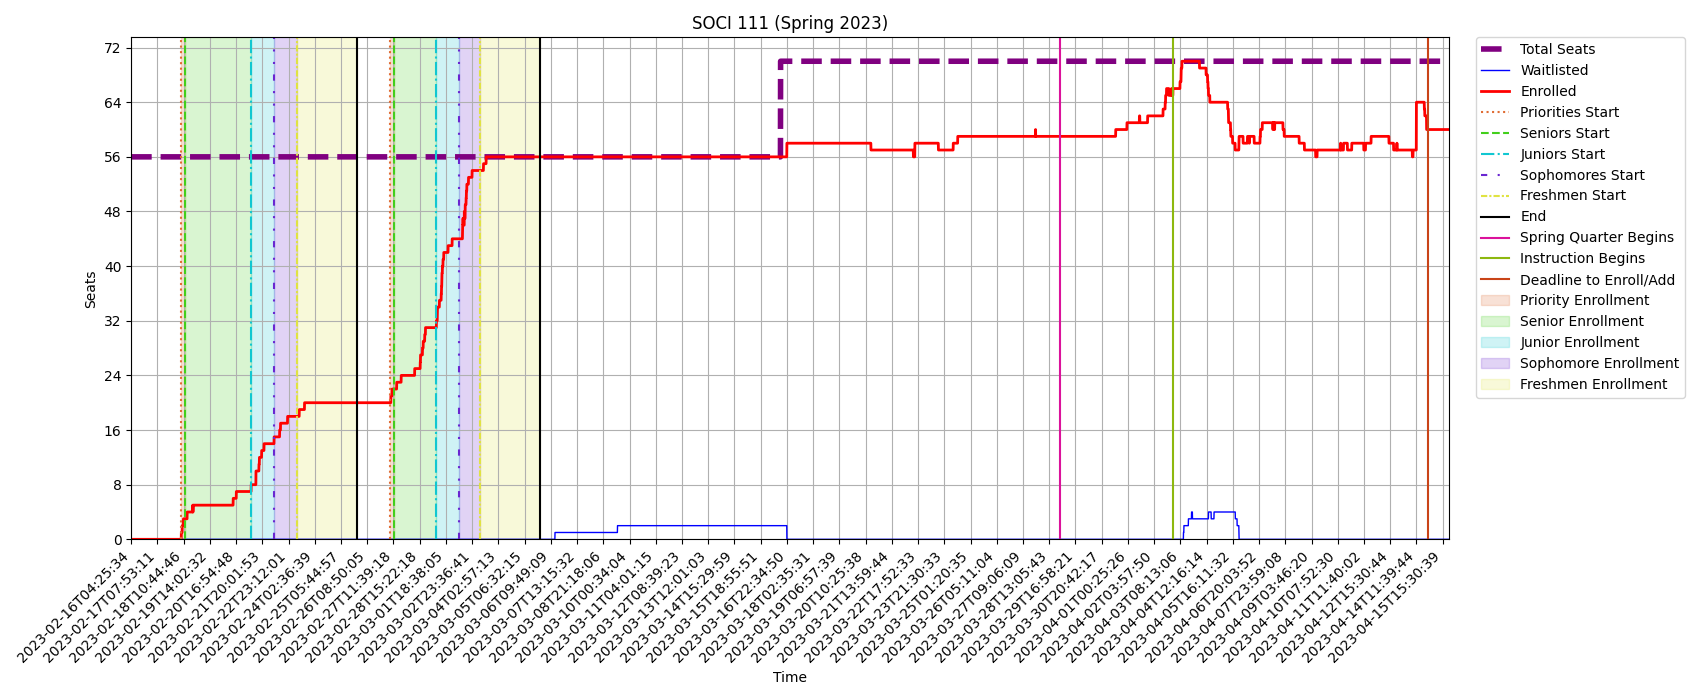 SOCI 111 (Spring 2023)
72
64
56
48
40
32
24
16
8
0
Seats
2023-02-16T04:25:34
2023-02-17T07:53:11
2023-02-18T10:44:46
2023-02-19T14:02:32
2023-02-20T16:54:48
2023-02-21T20:01:53
2023-02-22T23:12:01
2023-02-24T02:36:39
2023-02-25T05:44:57
2023-02-26T08:50:05
2023-02-27T11:39:18
2023-02-28T15:22:18
2023-03-01T18:38:05
2023-03-02T23:36:41
2023-03-04T02:57:13
2023-03-05T06:32:15
2023-03-06T09:49:09
2023-03-07T13:15:32
2023-03-08T21:18:06
2023-03-10T00:34:04
2023-03-11T04:01:15
2023-03-12T08:39:23
2023-03-13T12:01:03
2023-03-14T15:29:59
2023-03-15T18:55:51
2023-03-16T22:34:50
2023-03-18T02:35:31
2023-03-19T06:57:39
2023-03-20T10:25:38
2023-03-21T13:59:44
2023-03-22T17:52:33
2023-03-23T21:30:33
2023-03-25T01:20:35
2023-03-26T05:11:04
2023-03-27T09:06:09
2023-03-28T13:05:43
2023-03-29T16:58:21
2023-03-30T20:42:17
2023-04-01T00:25:26
2023-04-02T03:57:50
2023-04-03T08:13:06
2023-04-04T12:16:14
2023-04-05T16:11:32
2023-04-06T20:03:52
2023-04-07T23:59:08
2023-04-09T03:46:20
2023-04-10T07:52:30
2023-04-11T11:40:02
2023-04-12T15:30:44
2023-04-14T11:39:44
2023-04-15T15:30:39
Time
Total Seats
Waitlisted
Enrolled
Priorities Start
Seniors Start
Juniors Start
Sophomores Start
Freshmen Start
End
Spring Quarter Begins
Instruction Begins
Deadline to Enroll/Add
Priority Enrollment
Senior Enrollment
Junior Enrollment
Sophomore Enrollment
Freshmen Enrollment